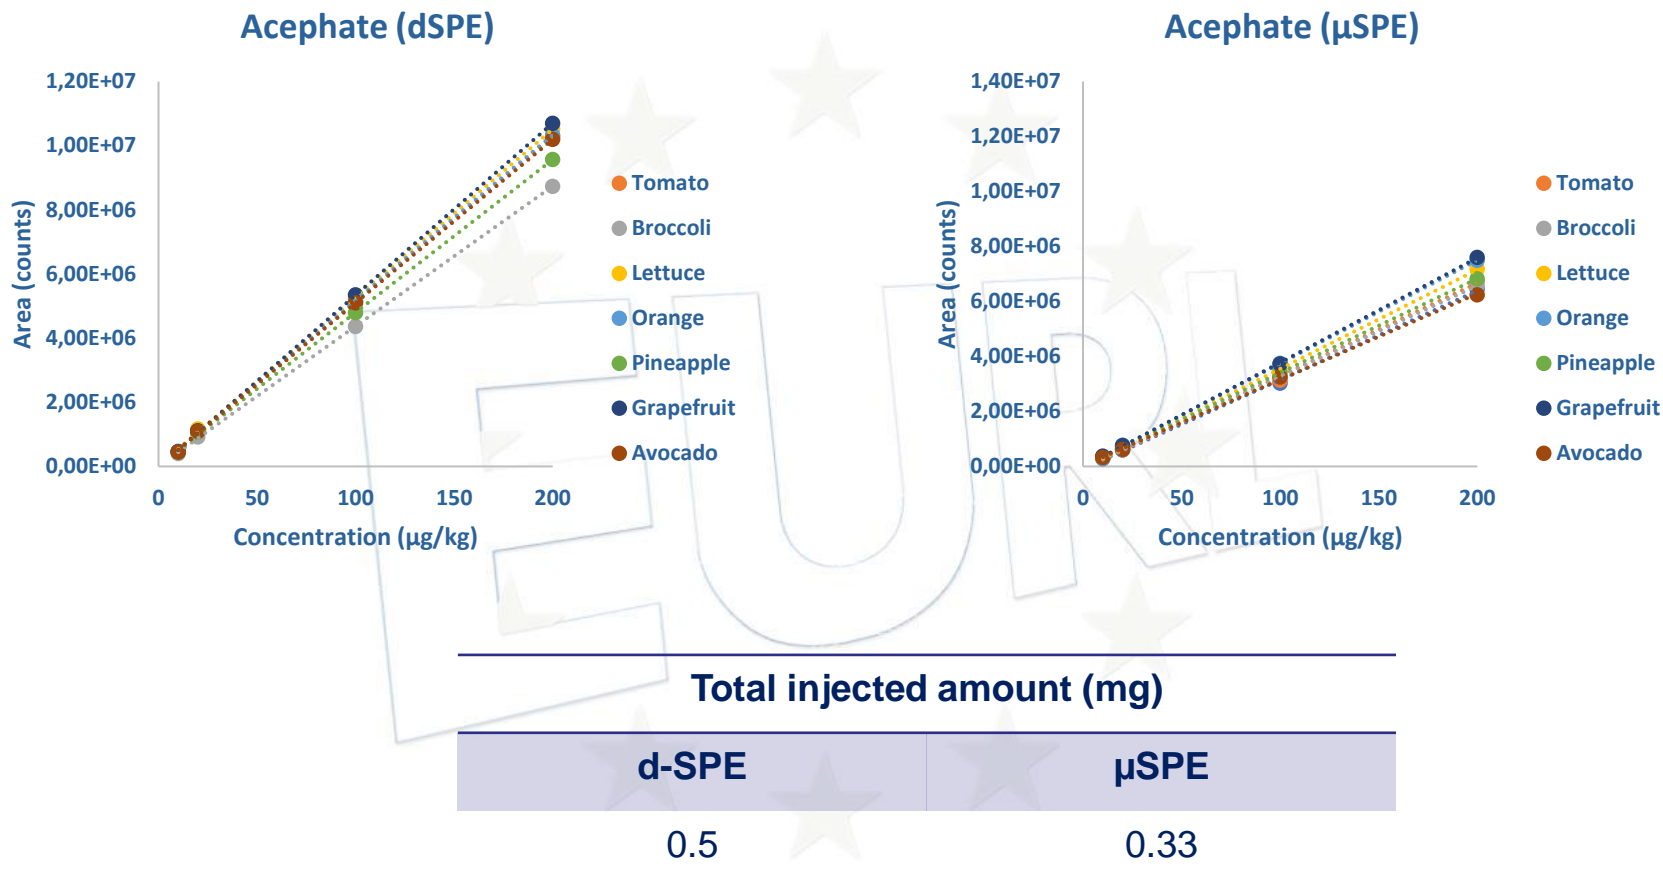 Acephate (dSPE)
1,20E+07
1,00E+07
8,00E+06
6,00E+06
4,00E+06
2,00E+06
0,00E+00
Area (counts)
0 50 100 150 200
Concentration (µg/kg)
Tomato
Broccoli
Lettuce
Orange
Pineapple
Grapefruit
Avocado
Acephate (µSPE)
1,40E+07
1,20E+07
1,00E+07
8,00E+06
6,00E+06
4,00E+06
2,00E+06
0,00E+00
Area (counts)
0 50 100 150 200
Concentration (µg/kg)
Tomato
Broccoli
Lettuce
Orange
Pineapple
Grapefruit
Avocado
EURL
Total injected amount (mg)
d-SPE µSPE
0.5 0.33